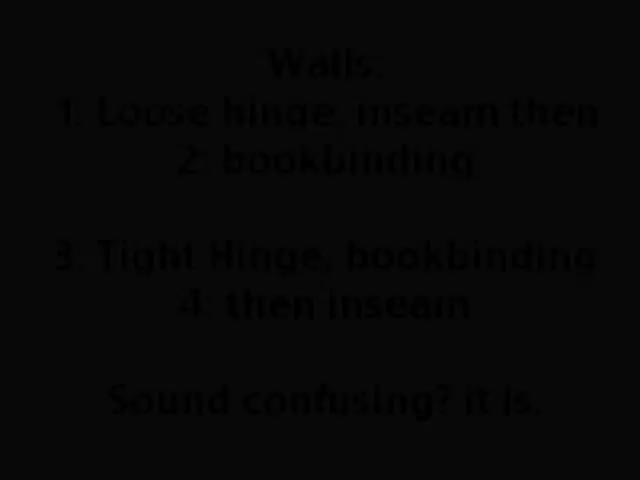 Walls:
1: Loose hinge, inseam then
2: bookbinding
3: Tight Hinge, bookbinding
4: then inseam
Sound confusing? it is.